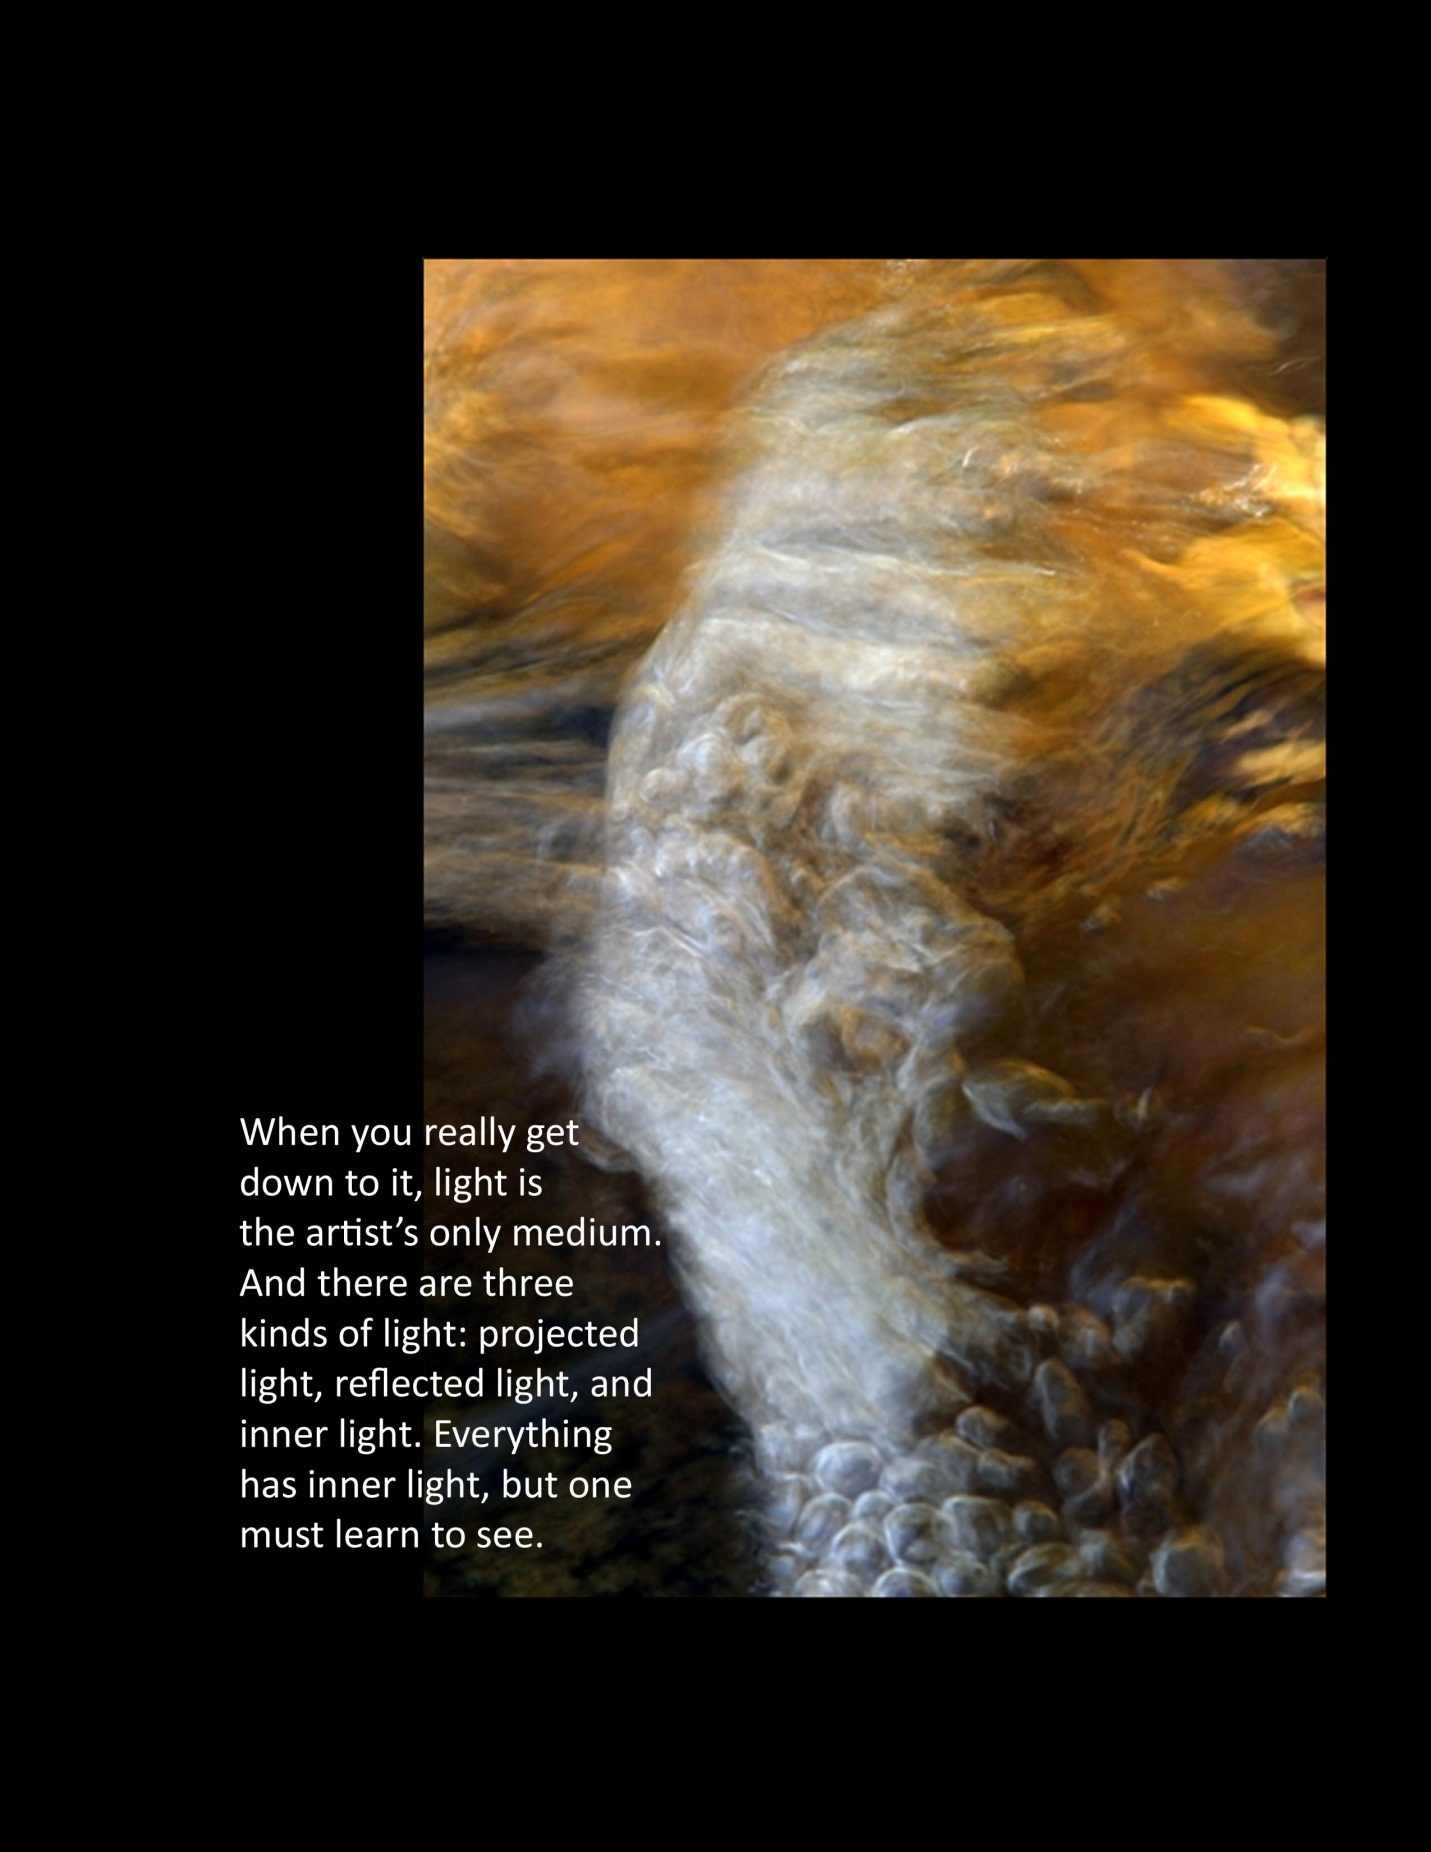 When you really get
down to it, light is
the artist’s only medium.
And there are three
kinds of light: projected
light, reflected light, and
inner light. Everything
has inner light, but one
must learn to see.